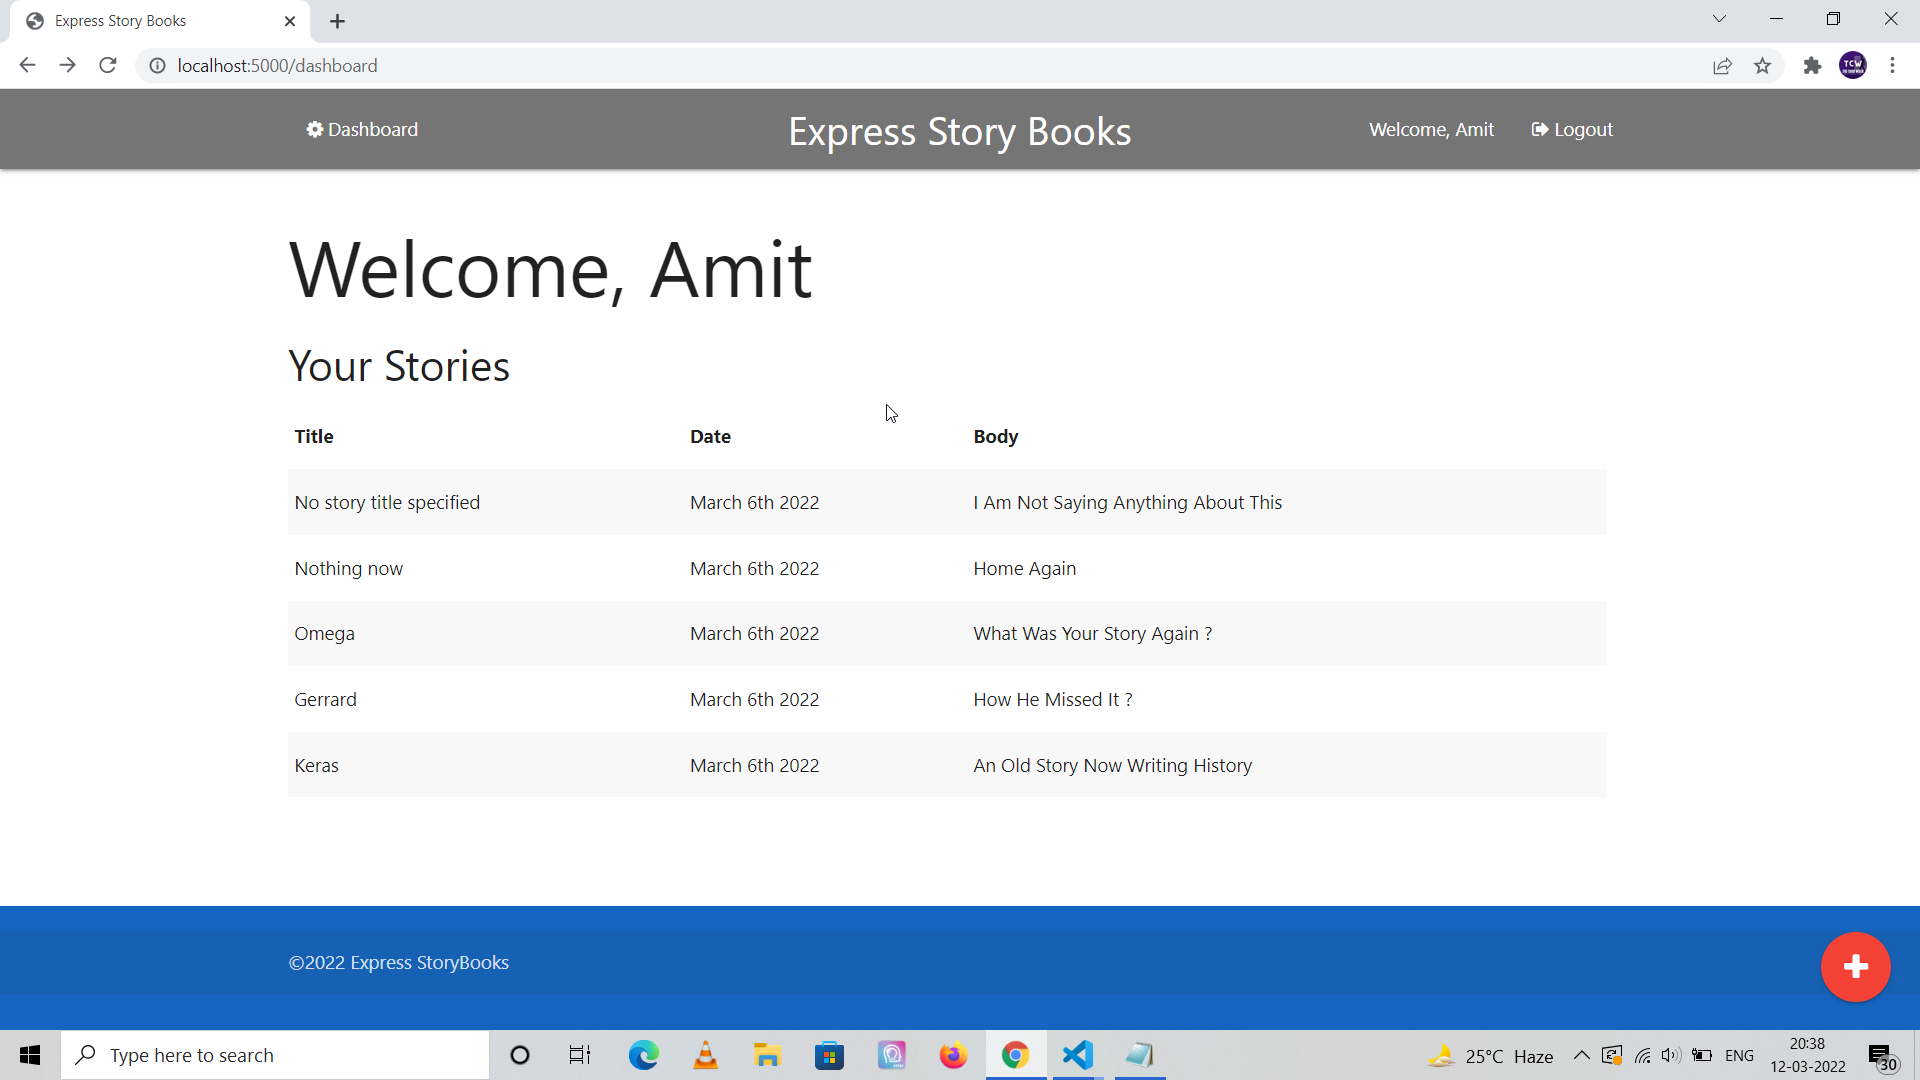 Express Story Books
localhost:5000/dashboard
TCW
Dashboard
Express Story Books
Welcome, Amit
Logout
Welcome, Amit
Your Stories
Title Date Body
No story title specified March 6th 2022 I Am Not Saying Anything About This
Nothing now March 6th 2022 Home Again
Omega March 6th 2022 What Was Your Story Again ?
Gerrard March 6th 2022 How He Missed It ?
Keras March 6th 2022 An Old Story Now Writing History
©2022 Express StoryBooks
Type here to search
25°C Haze
ENG
20:38
12-03-2022
30